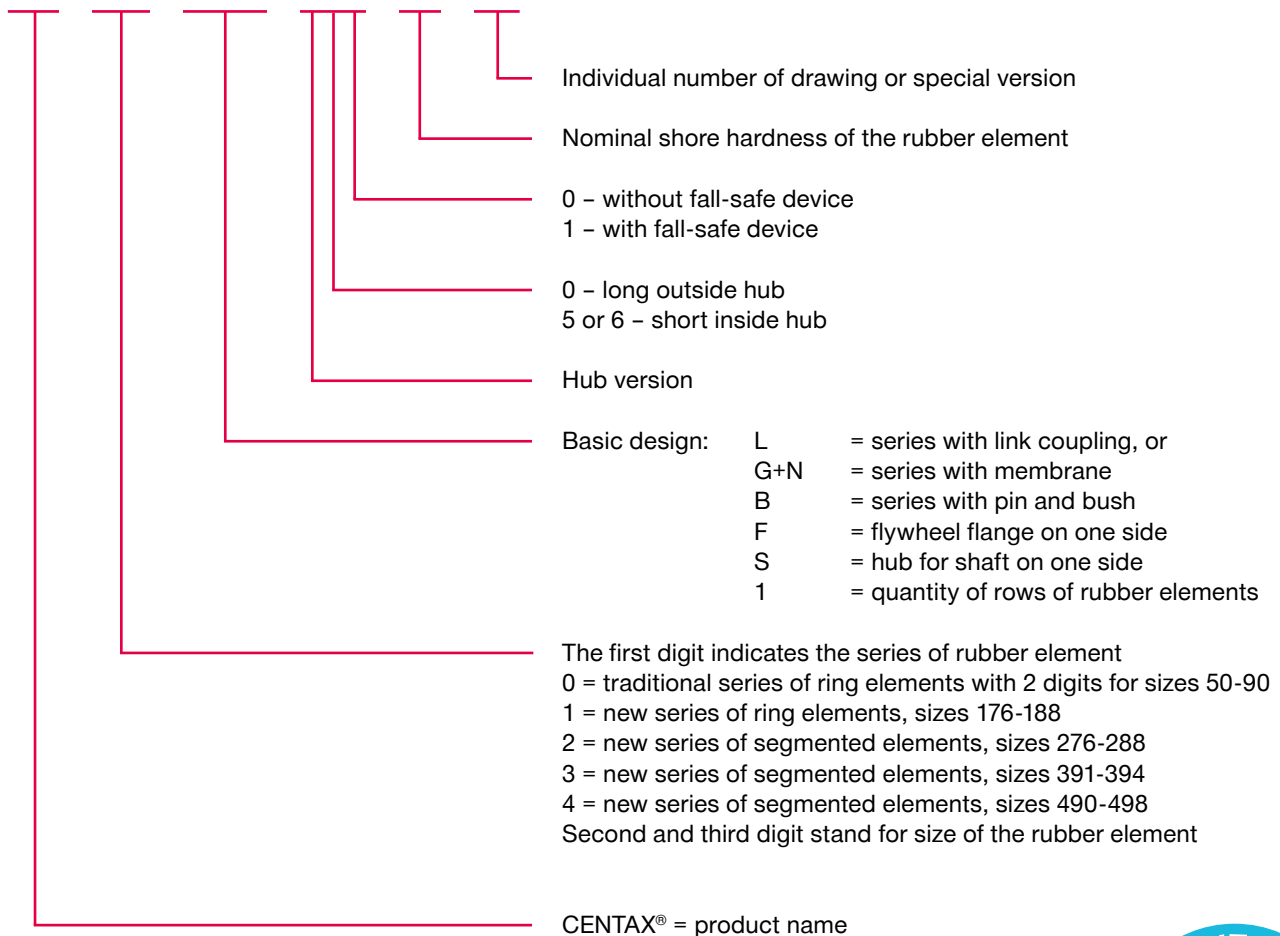 Individual number of drawing or special version
Nominal shore hardness of the rubber element
0 – without fall-safe device
1 – with fall-safe device
0 – long outside hub
5 or 6 – short inside hub
Hub version
Basic design: L = series with link coupling, or
G+N = series with membrane
B = series with pin and bush
F = flywheel flange on one side
S = hub for shaft on one side
1 = quantity of rows of rubber elements
The first digit indicates the series of rubber element
0 = traditional series of ring elements with 2 digits for sizes 50-90
1 = new series of ring elements, sizes 176-188
2 = new series of segmented elements, sizes 276-288
3 = new series of segmented elements, sizes 391-394
4 = new series of segmented elements, sizes 490-498
Second and third digit stand for size of the rubber element
CENTAX® = product name